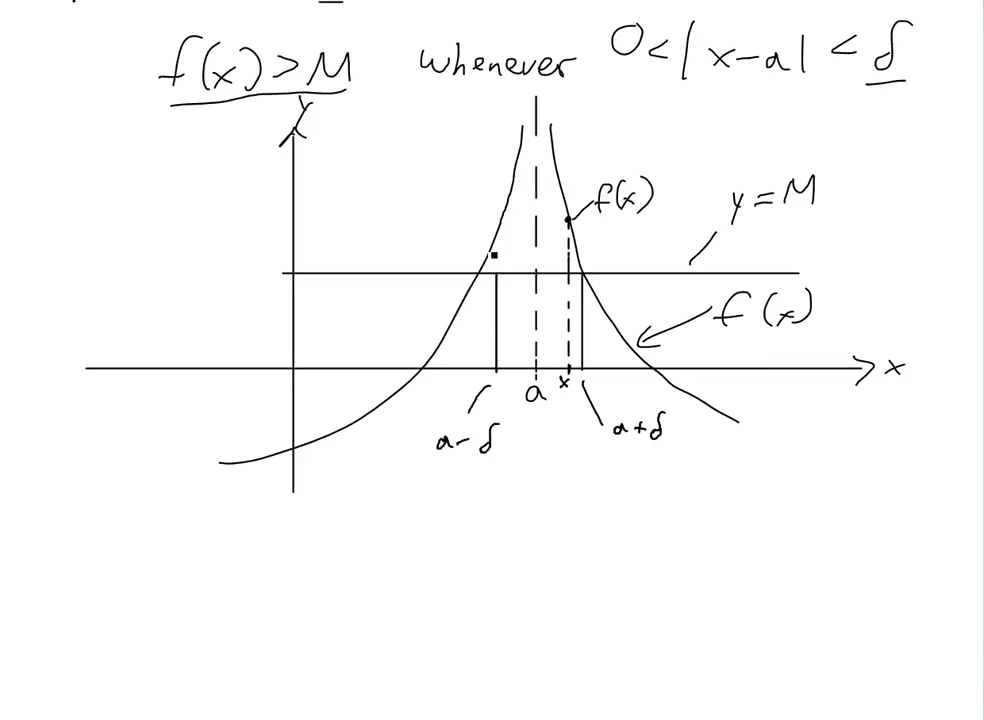 f(x) > M whenever 0 < |x-a| < δ
y
f(x)
y = M
f(x)
x
a x
a-δ a+δ